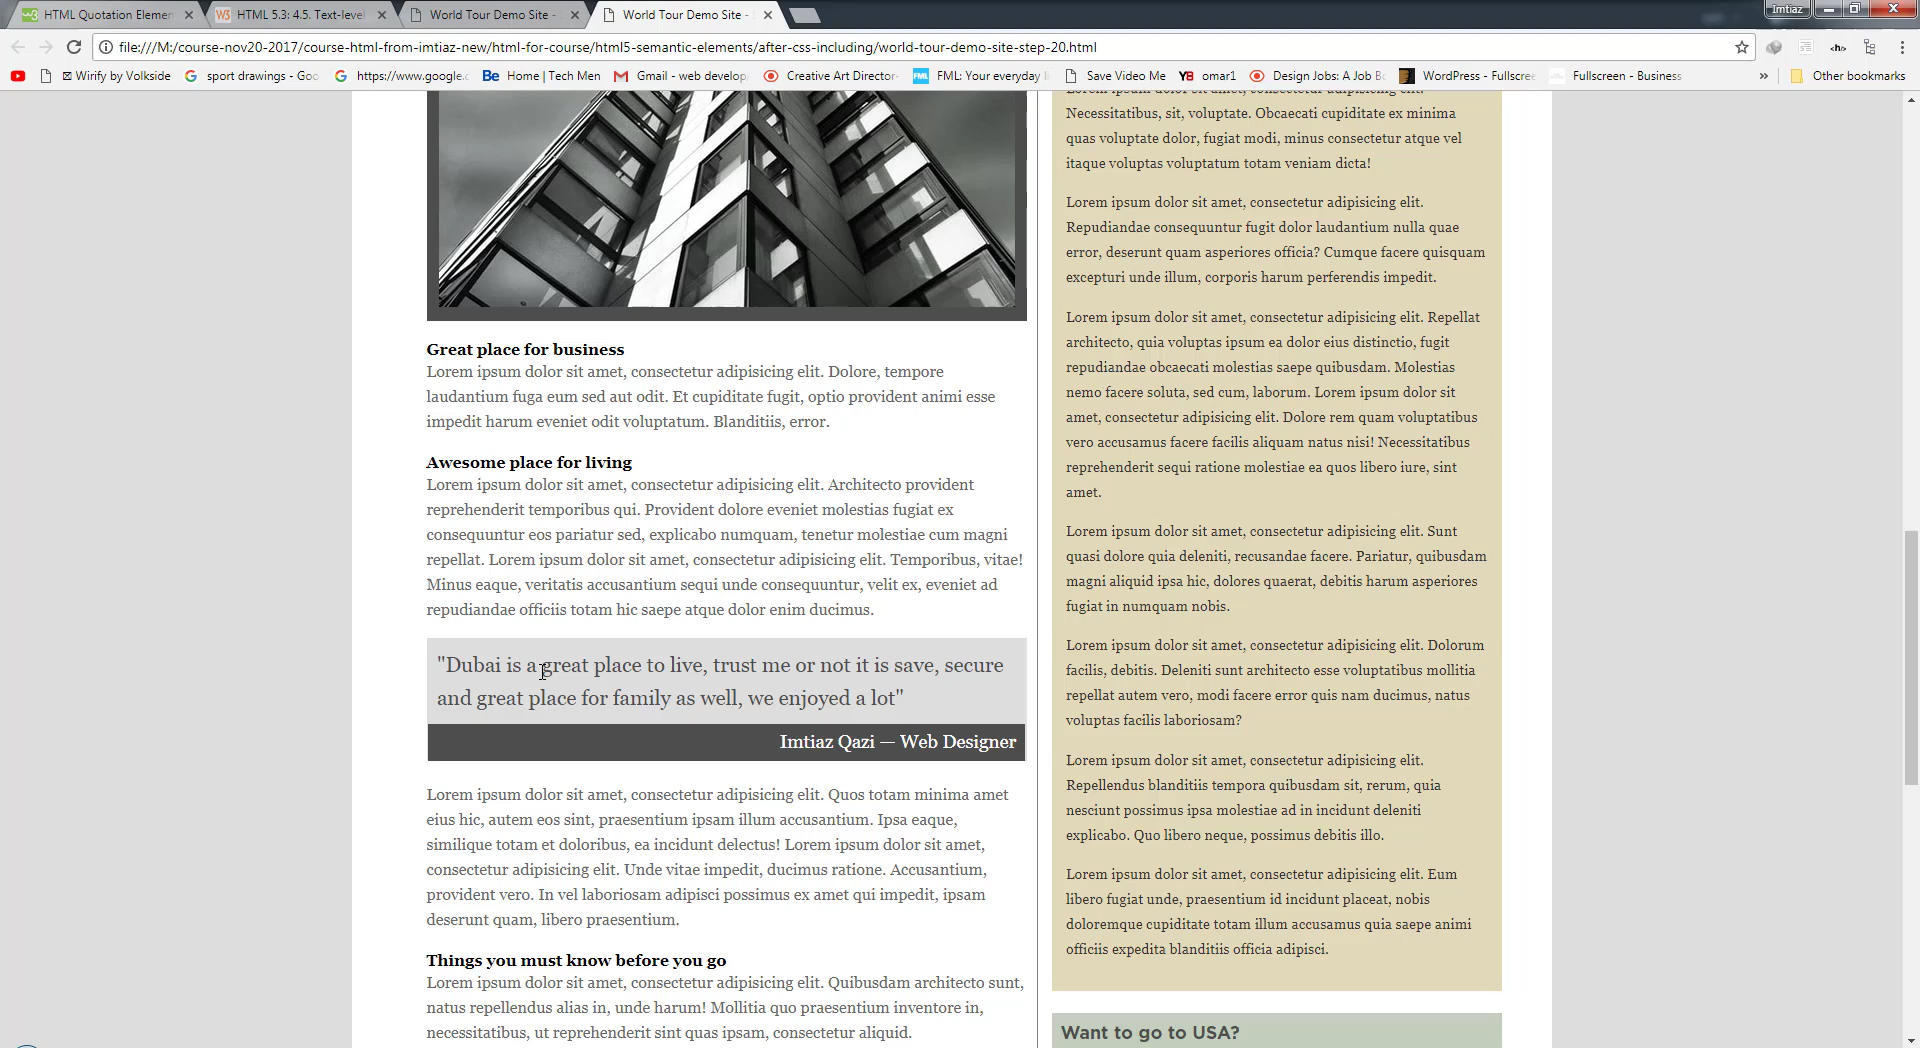 HTML Quotation Elemen
HTML 5.3: 4.5. Text-level
World Tour Demo Site -
World Tour Demo Site -
Imtiaz
file:///M:/course-nov20-2017/course-html-from-imtiaz-new/html-for-course/html5-semantic-elements/after-css-including/world-tour-demo-site-step-20.html
Wirify by Volkside
sport drawings - Goo
https://www.google.c
Home | Tech Men
Gmail - web develop
Creative Art Director-
FML: Your everyday l
Save Video Me
omar1
Design Jobs: A Job Bo
WordPress - Fullscree
Fullscreen - Business
»
Other bookmarks
Great place for business
Lorem ipsum dolor sit amet, consectetur adipisicing elit. Dolore, tempore
laudantium fuga eum sed aut odit. Et cupiditate fugit, optio provident animi esse
impedit harum eveniet odit voluptatum. Blanditiis, error.
Awesome place for living
Lorem ipsum dolor sit amet, consectetur adipisicing elit. Architecto provident
reprehenderit temporibus qui. Provident dolore eveniet molestias fugiat ex
consequuntur eos pariatur sed, explicabo numquam, tenetur molestiae cum magni
repellat. Lorem ipsum dolor sit amet, consectetur adipisicing elit. Temporibus, vitae!
Minus eaque, veritatis accusantium sequi unde consequuntur, velit ex, eveniet ad
repudiandae officiis totam hic saepe atque dolor enim ducimus.
"Dubai is a great place to live, trust me or not it is save, secure
and great place for family as well, we enjoyed a lot"
Imtiaz Qazi — Web Designer
Lorem ipsum dolor sit amet, consectetur adipisicing elit. Quos totam minima amet
eius hic, autem eos sint, praesentium ipsam illum accusantium. Ipsa eaque,
similique totam et doloribus, ea incidunt delectus! Lorem ipsum dolor sit amet,
consectetur adipisicing elit. Unde vitae impedit, ducimus ratione. Accusantium,
provident vero. In vel laboriosam adipisci possimus ex amet qui impedit, ipsam
deserunt quam, libero praesentium.
Things you must know before you go
Lorem ipsum dolor sit amet, consectetur adipisicing elit. Quibusdam architecto sunt,
natus repellendus alias in, unde harum! Mollitia quo praesentium inventore in,
necessitatibus, ut reprehenderit sint quas ipsam, consectetur aliquid.
Lorem ipsum dolor sit amet, consectetur adipisicing elit.
Necessitatibus, sit, voluptate. Obcaecati cupiditate ex minima
quas voluptate dolor, fugiat modi, minus consectetur atque vel
itaque voluptas voluptatum totam veniam dicta!
Lorem ipsum dolor sit amet, consectetur adipisicing elit.
Repudiandae consequuntur fugit dolor laudantium nulla quae
error, deserunt quam asperiores officia? Cumque facere quisquam
excepturi unde illum, corporis harum perferendis impedit.
Lorem ipsum dolor sit amet, consectetur adipisicing elit. Repellat
architecto, quia voluptas ipsum ea dolor eius distinctio, fugit
repudiandae obcaecati molestias saepe quibusdam. Molestias
nemo facere soluta, sed cum, laborum. Lorem ipsum dolor sit
amet, consectetur adipisicing elit. Dolore rem quam voluptatibus
vero accusamus facere facilis aliquam natus nisi! Necessitatibus
reprehenderit sequi ratione molestiae ea quos libero iure, sint
amet.
Lorem ipsum dolor sit amet, consectetur adipisicing elit. Sunt
quasi dolore quia deleniti, recusandae facere. Pariatur, quibusdam
magni aliquid ipsa hic, dolores quaerat, debitis harum asperiores
fugiat in numquam nobis.
Lorem ipsum dolor sit amet, consectetur adipisicing elit. Dolorum
facilis, debitis. Deleniti sunt architecto esse voluptatibus mollitia
repellat autem vero, modi facere error quis nam ducimus, natus
voluptas facilis laboriosam?
Lorem ipsum dolor sit amet, consectetur adipisicing elit.
Repellendus blanditiis tempora quibusdam sit, rerum, quia
nesciunt possimus ipsa molestiae ad in incidunt deleniti
explicabo. Quo libero neque, possimus debitis illo.
Lorem ipsum dolor sit amet, consectetur adipisicing elit. Eum
libero fugiat unde, praesentium id incidunt placeat, nobis
doloremque cupiditate totam illum accusamus quia saepe animi
officiis expedita blanditiis officia adipisci.
Want to go to USA?